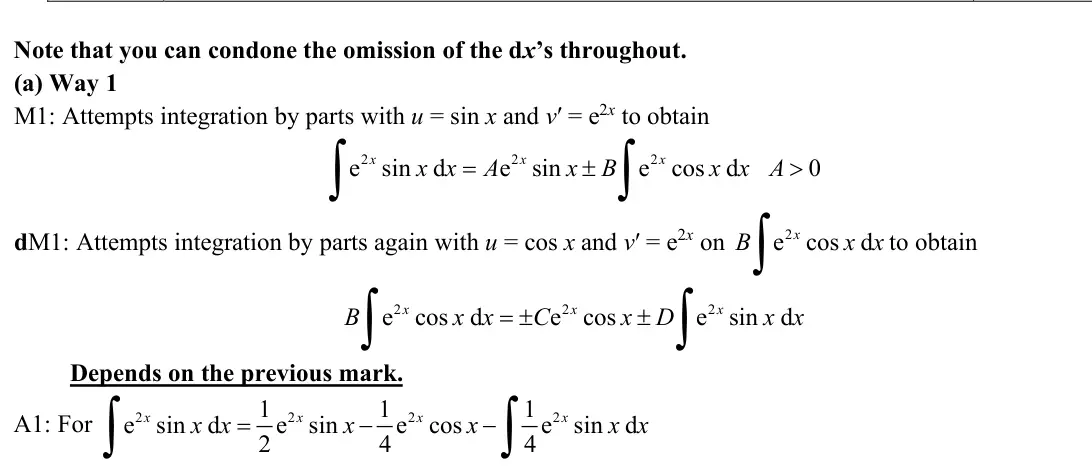 Note that you can condone the omission of the dx's throughout.
(a) Way 1
M1: Attempts integration by parts with u = sin x and v′ = e^{2x} to obtain
∫ e^{2x} sin x dx = Ae^{2x} sin x ± B ∫ e^{2x} cos x dx   A > 0
dM1: Attempts integration by parts again with u = cos x and v′ = e^{2x} on B ∫ e^{2x} cos x dx to obtain
B ∫ e^{2x} cos x dx = ±Ce^{2x} cos x ± D ∫ e^{2x} sin x dx
Depends on the previous mark.
A1: For ∫ e^{2x} sin x dx = 1/2 e^{2x} sin x − 1/4 e^{2x} cos x − ∫ 1/4 e^{2x} sin x dx